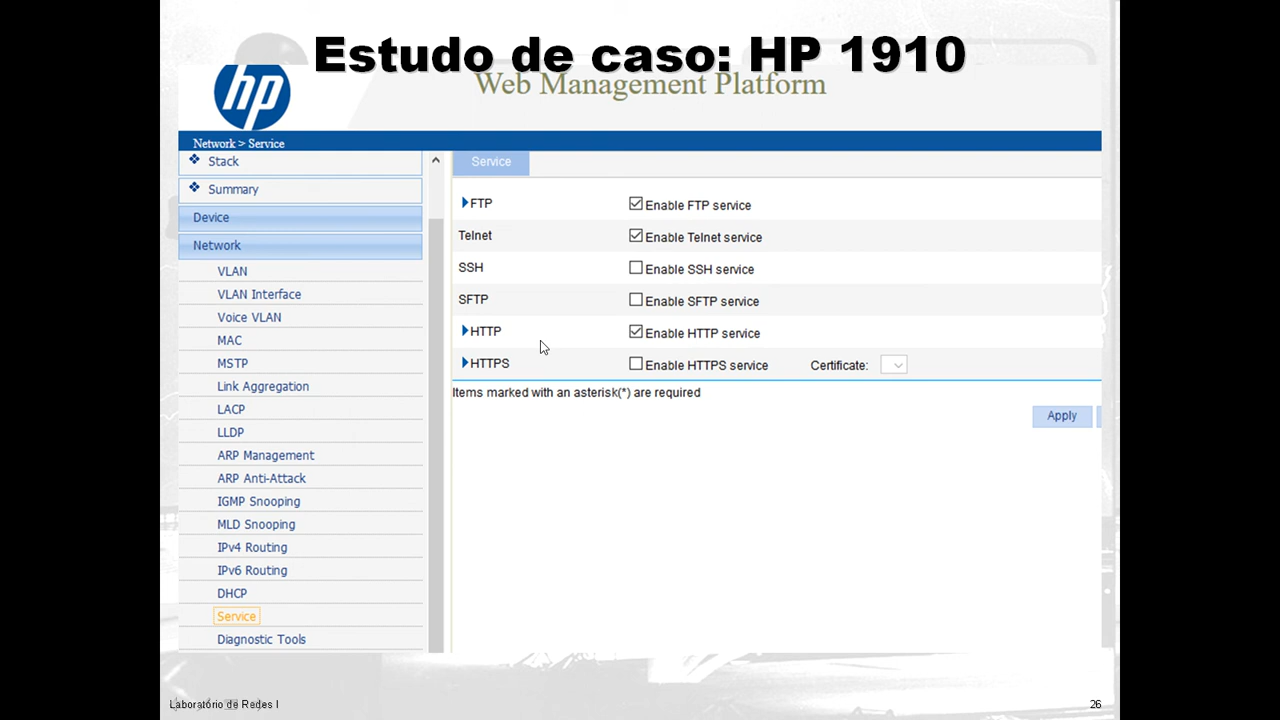 Estudo de caso: HP 1910
hp
Web Management Platform
Network > Service
Stack
Summary
Device
Network
VLAN
VLAN Interface
Voice VLAN
MAC
MSTP
Link Aggregation
LACP
LLDP
ARP Management
ARP Anti-Attack
IGMP Snooping
MLD Snooping
IPv4 Routing
IPv6 Routing
DHCP
Service
Diagnostic Tools
Service
FTP Enable FTP service
Telnet Enable Telnet service
SSH Enable SSH service
SFTP Enable SFTP service
HTTP Enable HTTP service
HTTPS Enable HTTPS service Certificate:
Items marked with an asterisk(*) are required
Apply
Laboratório de Redes I
26